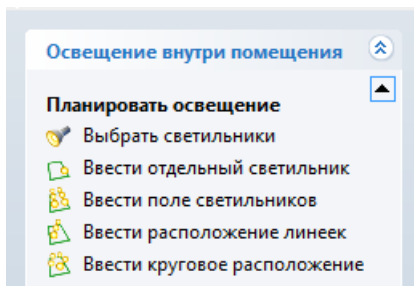 Освещение внутри помещения
Планировать освещение
Выбрать светильники
Ввести отдельный светильник
Ввести поле светильников
Ввести расположение линеек
Ввести круговое расположение